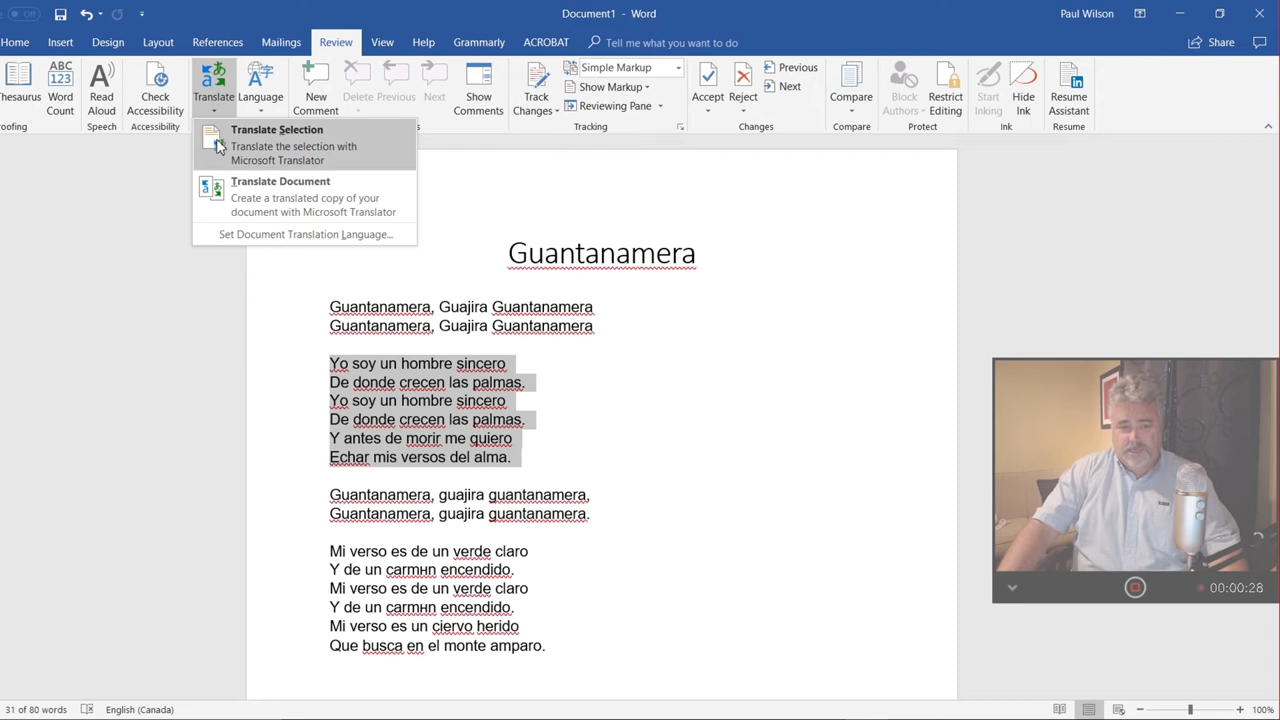 Off
Document1 - Word
Paul Wilson
Home Insert Design Layout References Mailings Review View Help Grammarly ACROBAT Tell me what you want to do Share
ABC
123
Thesaurus
Word Count
Read Aloud
Check Accessibility
Translate
Language
New Comment
Delete
Previous
Next
Show Comments
Track Changes
Simple Markup
Show Markup
Reviewing Pane
Accept
Reject
Previous
Next
Compare
Block Authors
Restrict Editing
Start Inking
Hide Ink
Resume Assistant
roofing Speech Accessibility Tracking Changes Compare Protect Ink Resume
Translate Selection
Translate the selection with
Microsoft Translator
Translate Document
Create a translated copy of your
document with Microsoft Translator
Set Document Translation Language...
Guantanamera
Guantanamera, Guajira Guantanamera
Guantanamera, Guajira Guantanamera
Yo soy un hombre sincero
De donde crecen las palmas.
Yo soy un hombre sincero
De donde crecen las palmas.
Y antes de morir me quiero
Echar mis versos del alma.
Guantanamera, guajira guantanamera,
Guantanamera, guajira guantanamera.
Mi verso es de un verde claro
Y de un carmнn encendido.
Mi verso es de un verde claro
Y de un carmнn encendido.
Mi verso es un ciervo herido
Que busca en el monte amparo.
00:00:28
31 of 80 words English (Canada) 100%